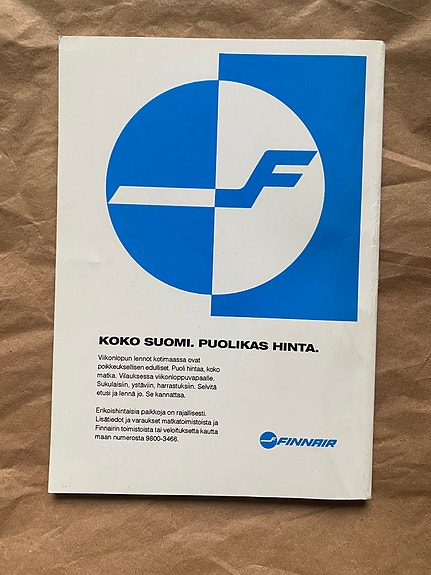 F
KOKO SUOMI. PUOLIKAS HINTA.
Viikonlopun lennot kotimaassa ovat
poikkeuksellisen edulliset. Puoli hintaa, koko
matka. Vilauksessa viikonloppuvapaalle.
Sukulaisiin, ystäviin, harrastuksiin. Selvitä
etusi ja lennä jo. Se kannattaa.
Erikoishintaisia paikkoja on rajallisesti.
Lisätiedot ja varaukset matkatoimistoista ja
Finnairin toimistoista tai veloituksetta kautta
maan numerosta 9800-3466.
FINNAIR